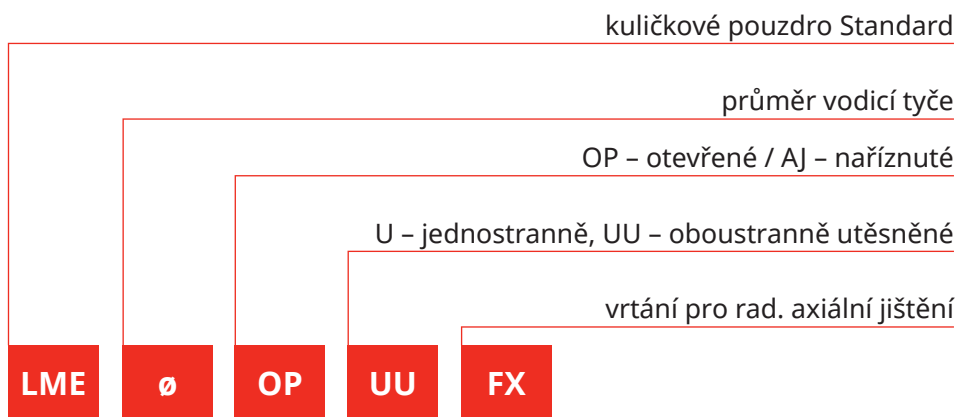 kuličkové pouzdro Standard
průměr vodicí tyče
OP – otevřené / AJ – naříznuté
U – jednostranně, UU – oboustranně utěsněné
vrtání pro rad. axiální jištění
LME ø OP UU FX